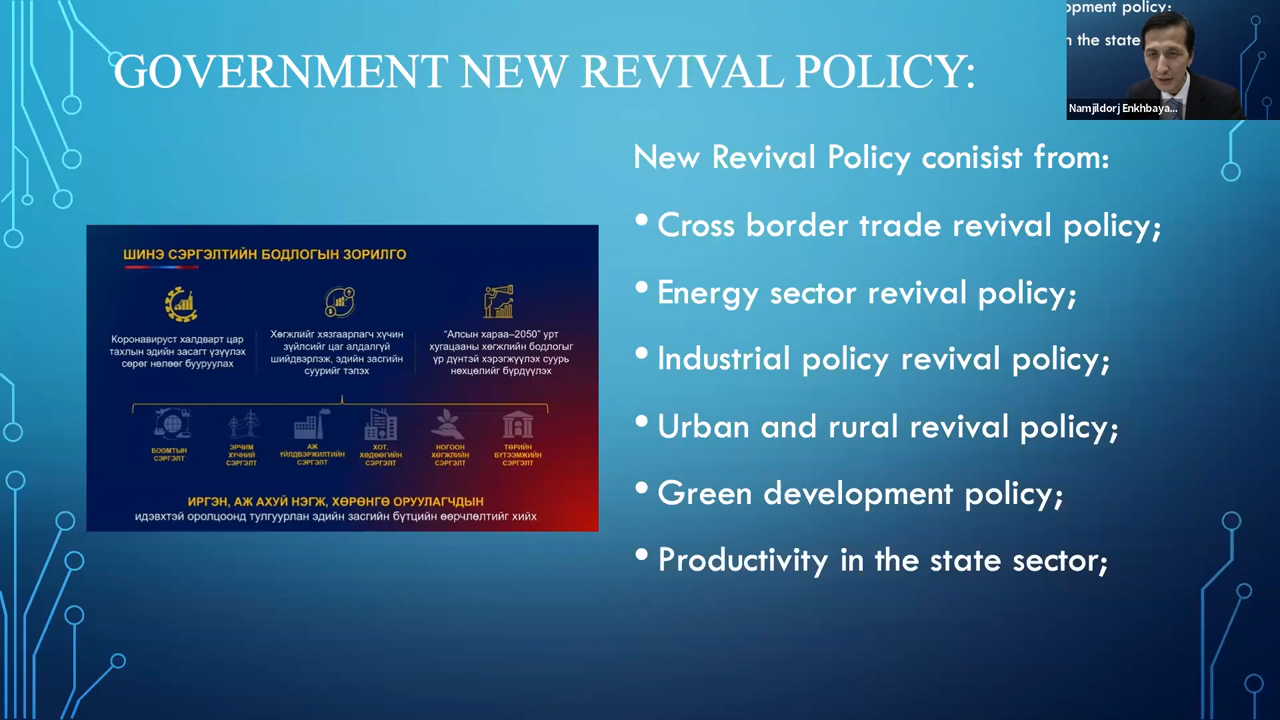 GOVERNMENT NEW REVIVAL POLICY:
opment policy;
n the state
Namjildorj Enkhbaya...
New Revival Policy conisist from:
• Cross border trade revival policy;
• Energy sector revival policy;
• Industrial policy revival policy;
• Urban and rural revival policy;
• Green development policy;
• Productivity in the state sector;
ШИНЭ СЭРГЭЛТИЙН БОДЛОГЫН ЗОРИЛГО
Коронавируст халдварт цар
тахлын эдийн засагт үзүүлэх
сөрөг нөлөөг бууруулах
Хөгжлийг хязгаарлагч хүчин
зүйлсийг цаг алдалгүй
шийдвэрлэж, эдийн засгийн
суурийг тэлэх
"Алсын хараа–2050" урт
хугацааны хөгжлийн бодлогыг
үр дүнтэй хэрэгжүүлэх суурь
нөхцөлийг бүрдүүлэх
БООМТЫН
СЭРГЭЛТ
ЭРЧИМ
ХҮЧНИЙ
СЭРГЭЛТ
АЖ
ҮЙЛДВЭРЖИЛТИЙН
СЭРГЭЛТ
ХОТ,
ХӨДӨӨГИЙН
СЭРГЭЛТ
НОГООН
ХӨГЖЛИЙН
СЭРГЭЛТ
ТӨРИЙН
БҮТЭЭМЖИЙН
СЭРГЭЛТ
ИРГЭН, АЖ АХУЙ НЭГЖ, ХӨРӨНГӨ ОРУУЛАГЧДЫН
идэвхтэй оролцоонд тулгуурлан эдийн засгийн бүтцийн өөрчлөлтийг хийх